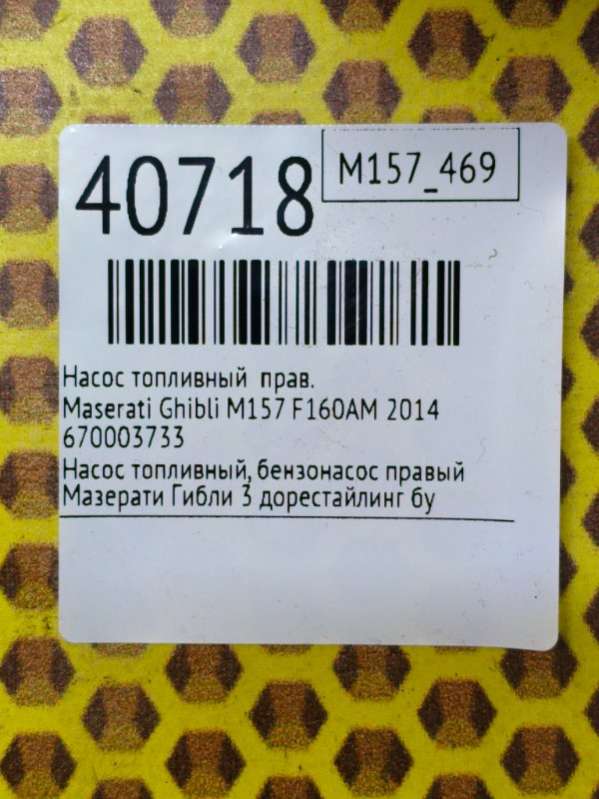 40718
M157_469
Насос топливный прав.
Maserati Ghibli M157 F160AM 2014
670003733
Насос топливный, бензонасос правый
Мазерати Гибли 3 дорестайлинг бу